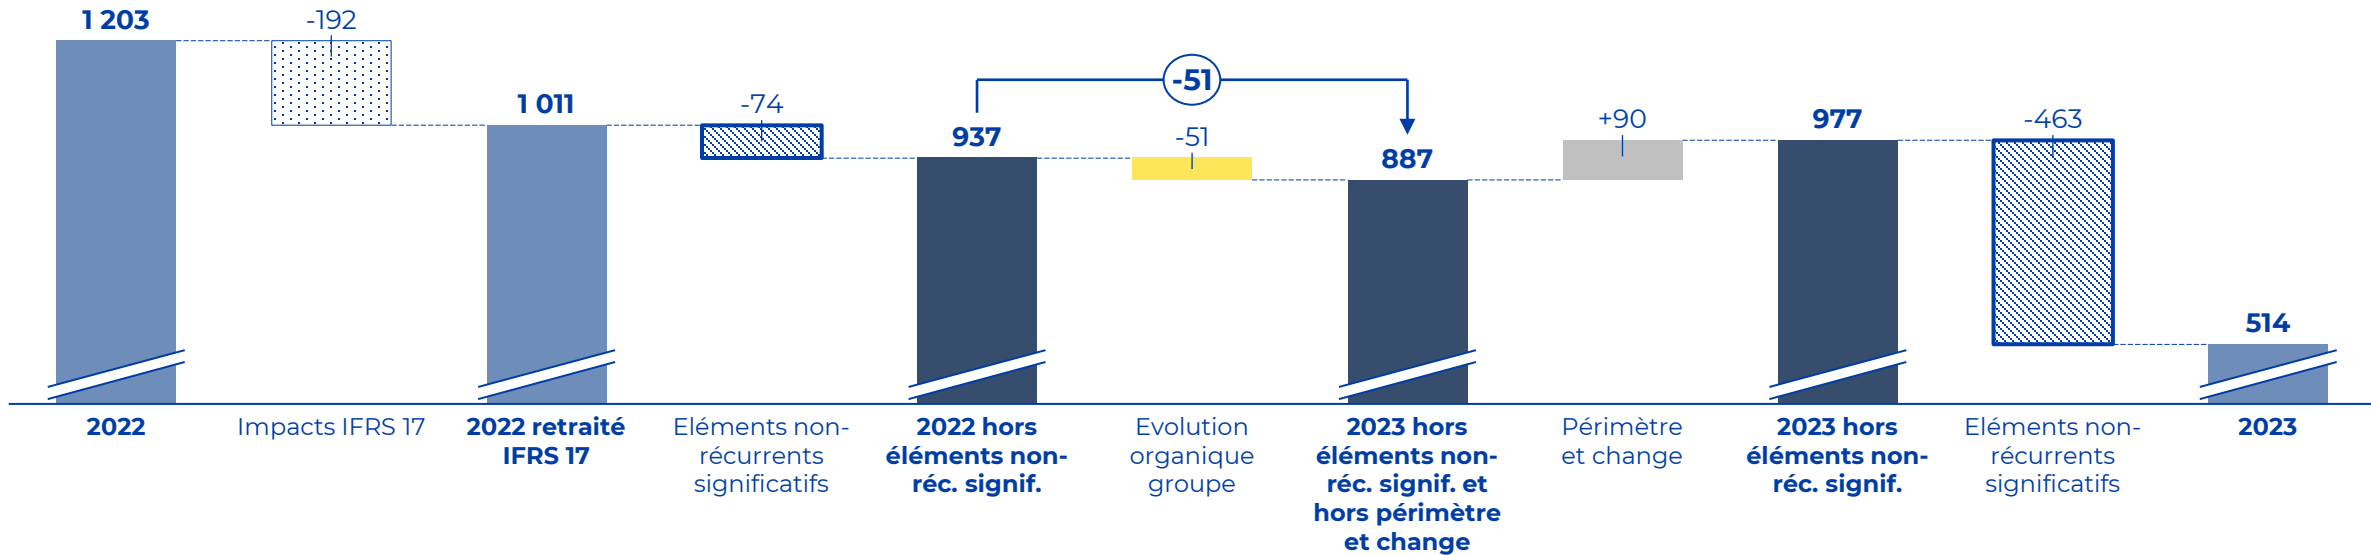 1 203
-192
1 011
-74
937
-51
-51
887
+90
977
-463
514
2022
Impacts IFRS 17
2022 retraité
IFRS 17
Eléments non-
récurrents
significatifs
2022 hors
éléments non-
réc. signif.
Evolution
organique
groupe
2023 hors
éléments non-
réc. signif. et
hors périmètre
et change
Périmètre
et change
2023 hors
éléments non-
réc. signif.
Eléments non-
récurrents
significatifs
2023